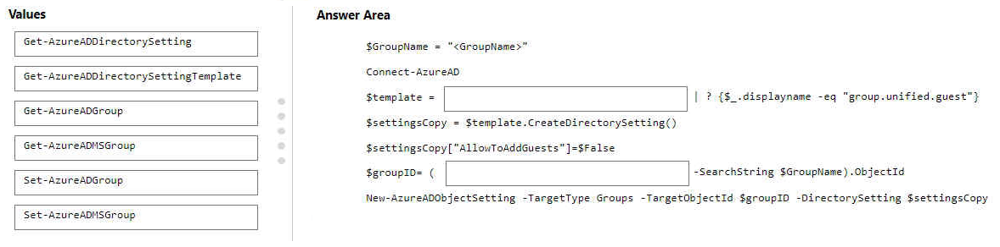 Values
Get-AzureADDirectorySetting
Get-AzureADDirectorySettingTemplate
Get-AzureADGroup
Get-AzureADMSGroup
Set-AzureADGroup
Set-AzureADMSGroup
Answer Area
$GroupName = "<GroupName>"
Connect-AzureAD
$template = | ? {$_.displayname -eq "group.unified.guest"}
$settingsCopy = $template.CreateDirectorySetting()
$settingsCopy["AllowToAddGuests"]=$False
$groupID= ( -SearchString $GroupName).ObjectId
New-AzureADObjectSetting -TargetType Groups -TargetObjectId $groupID -DirectorySetting $settingsCopy